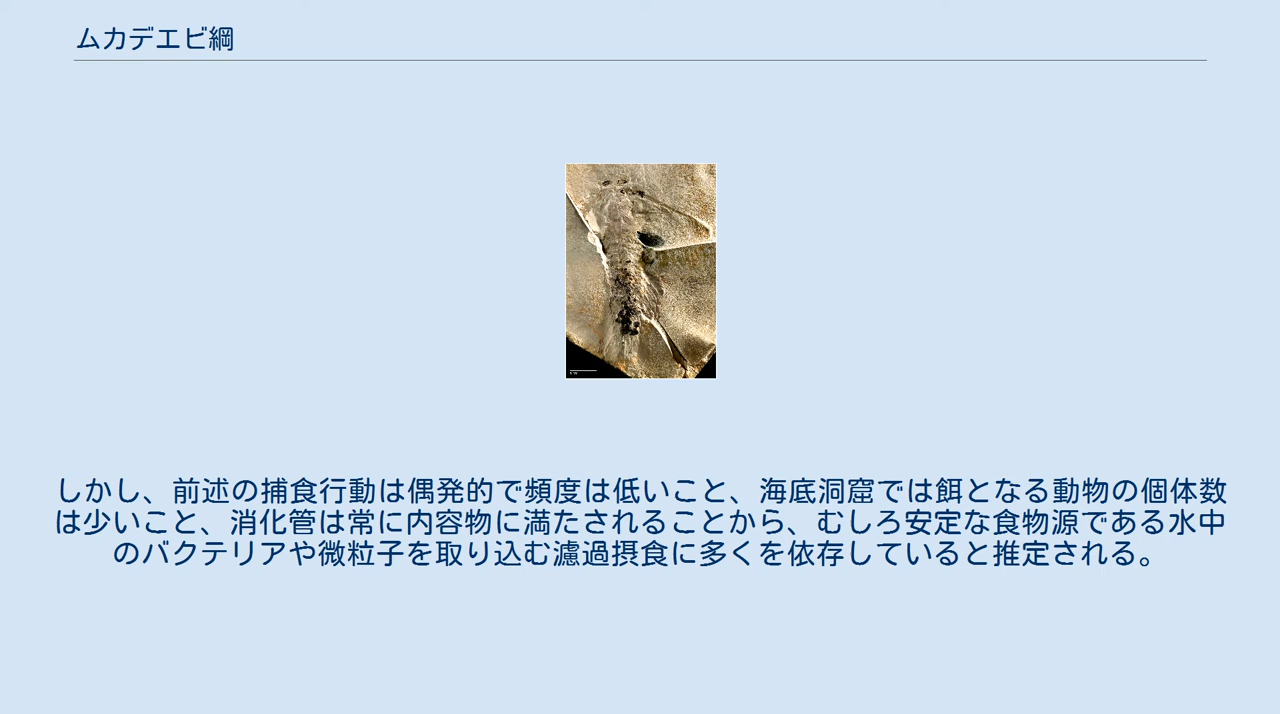 ムカデエビ綱
しかし、前述の捕食行動は偶発的で頻度は低いこと、海底洞窟では餌となる動物の個体数
は少いこと、消化管は常に内容物に満たされることから、むしろ安定な食物源である水中
のバクテリアや微粒子を取り込む濾過摂食に多くを依存していると推定される。